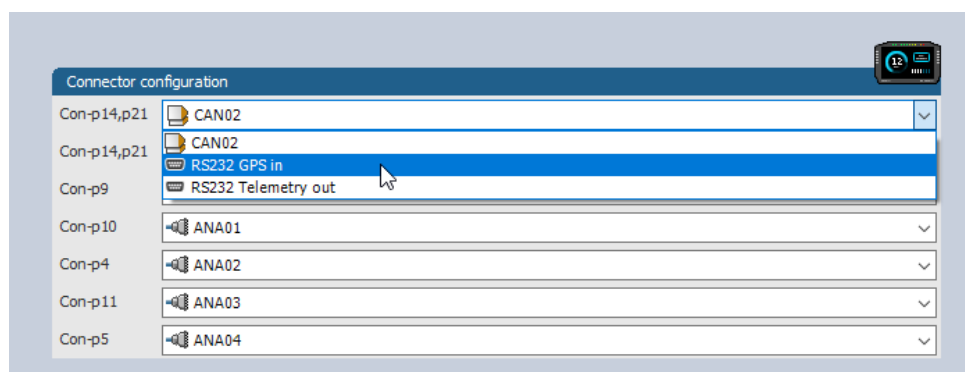 12
Connector configuration
Con-p14,p21 CAN02
CAN02
Con-p14,p21
RS232 GPS in
Con-p9 RS232 Telemetry out
Con-p10 ANA01
Con-p4 ANA02
Con-p11 ANA03
Con-p5 ANA04